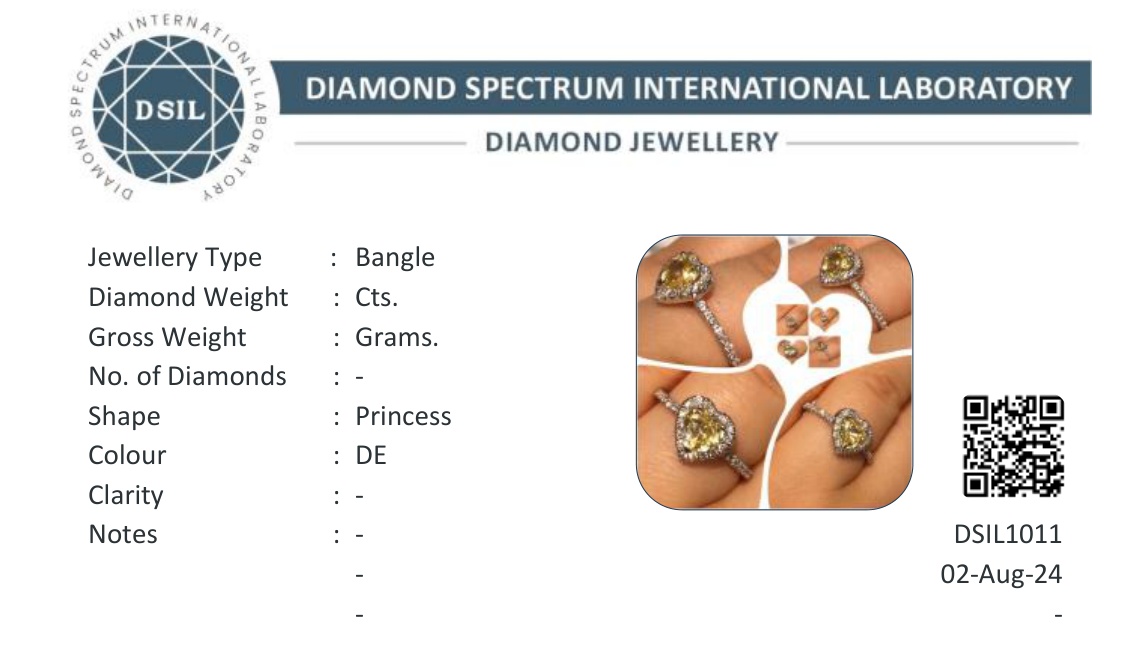 DIAMOND SPECTRUM INTERNATIONAL LABORATORY
DSIL
DIAMOND SPECTRUM INTERNATIONAL LABORATORY
DIAMOND JEWELLERY
Jewellery Type : Bangle
Diamond Weight : Cts.
Gross Weight : Grams.
No. of Diamonds : -
Shape : Princess
Colour : DE
Clarity : -
Notes : -
DSIL1011
-
02-Aug-24
-
-